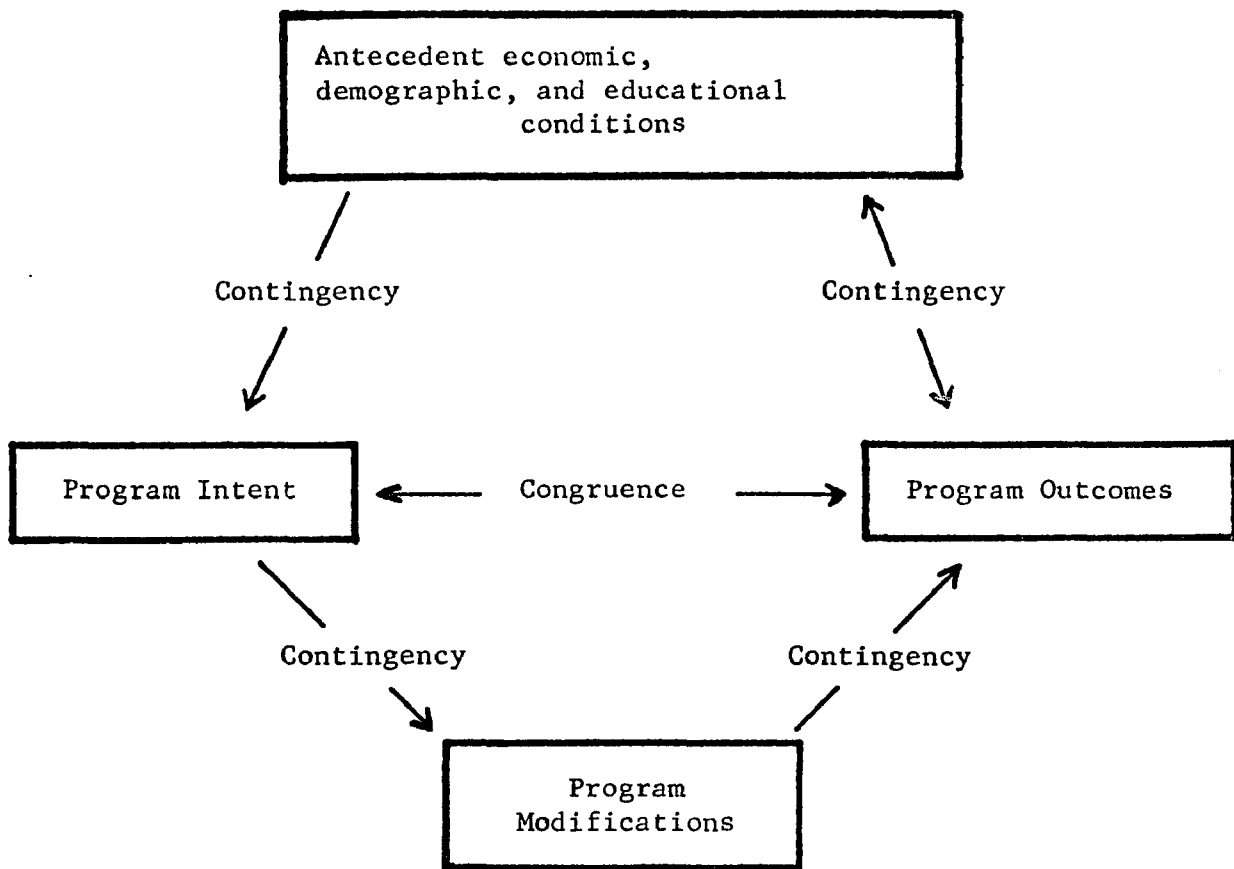 Antecedent economic,
demographic, and educational
conditions
Contingency
Contingency
Program Intent
Congruence
Program Outcomes
Contingency
Contingency
Program
Modifications